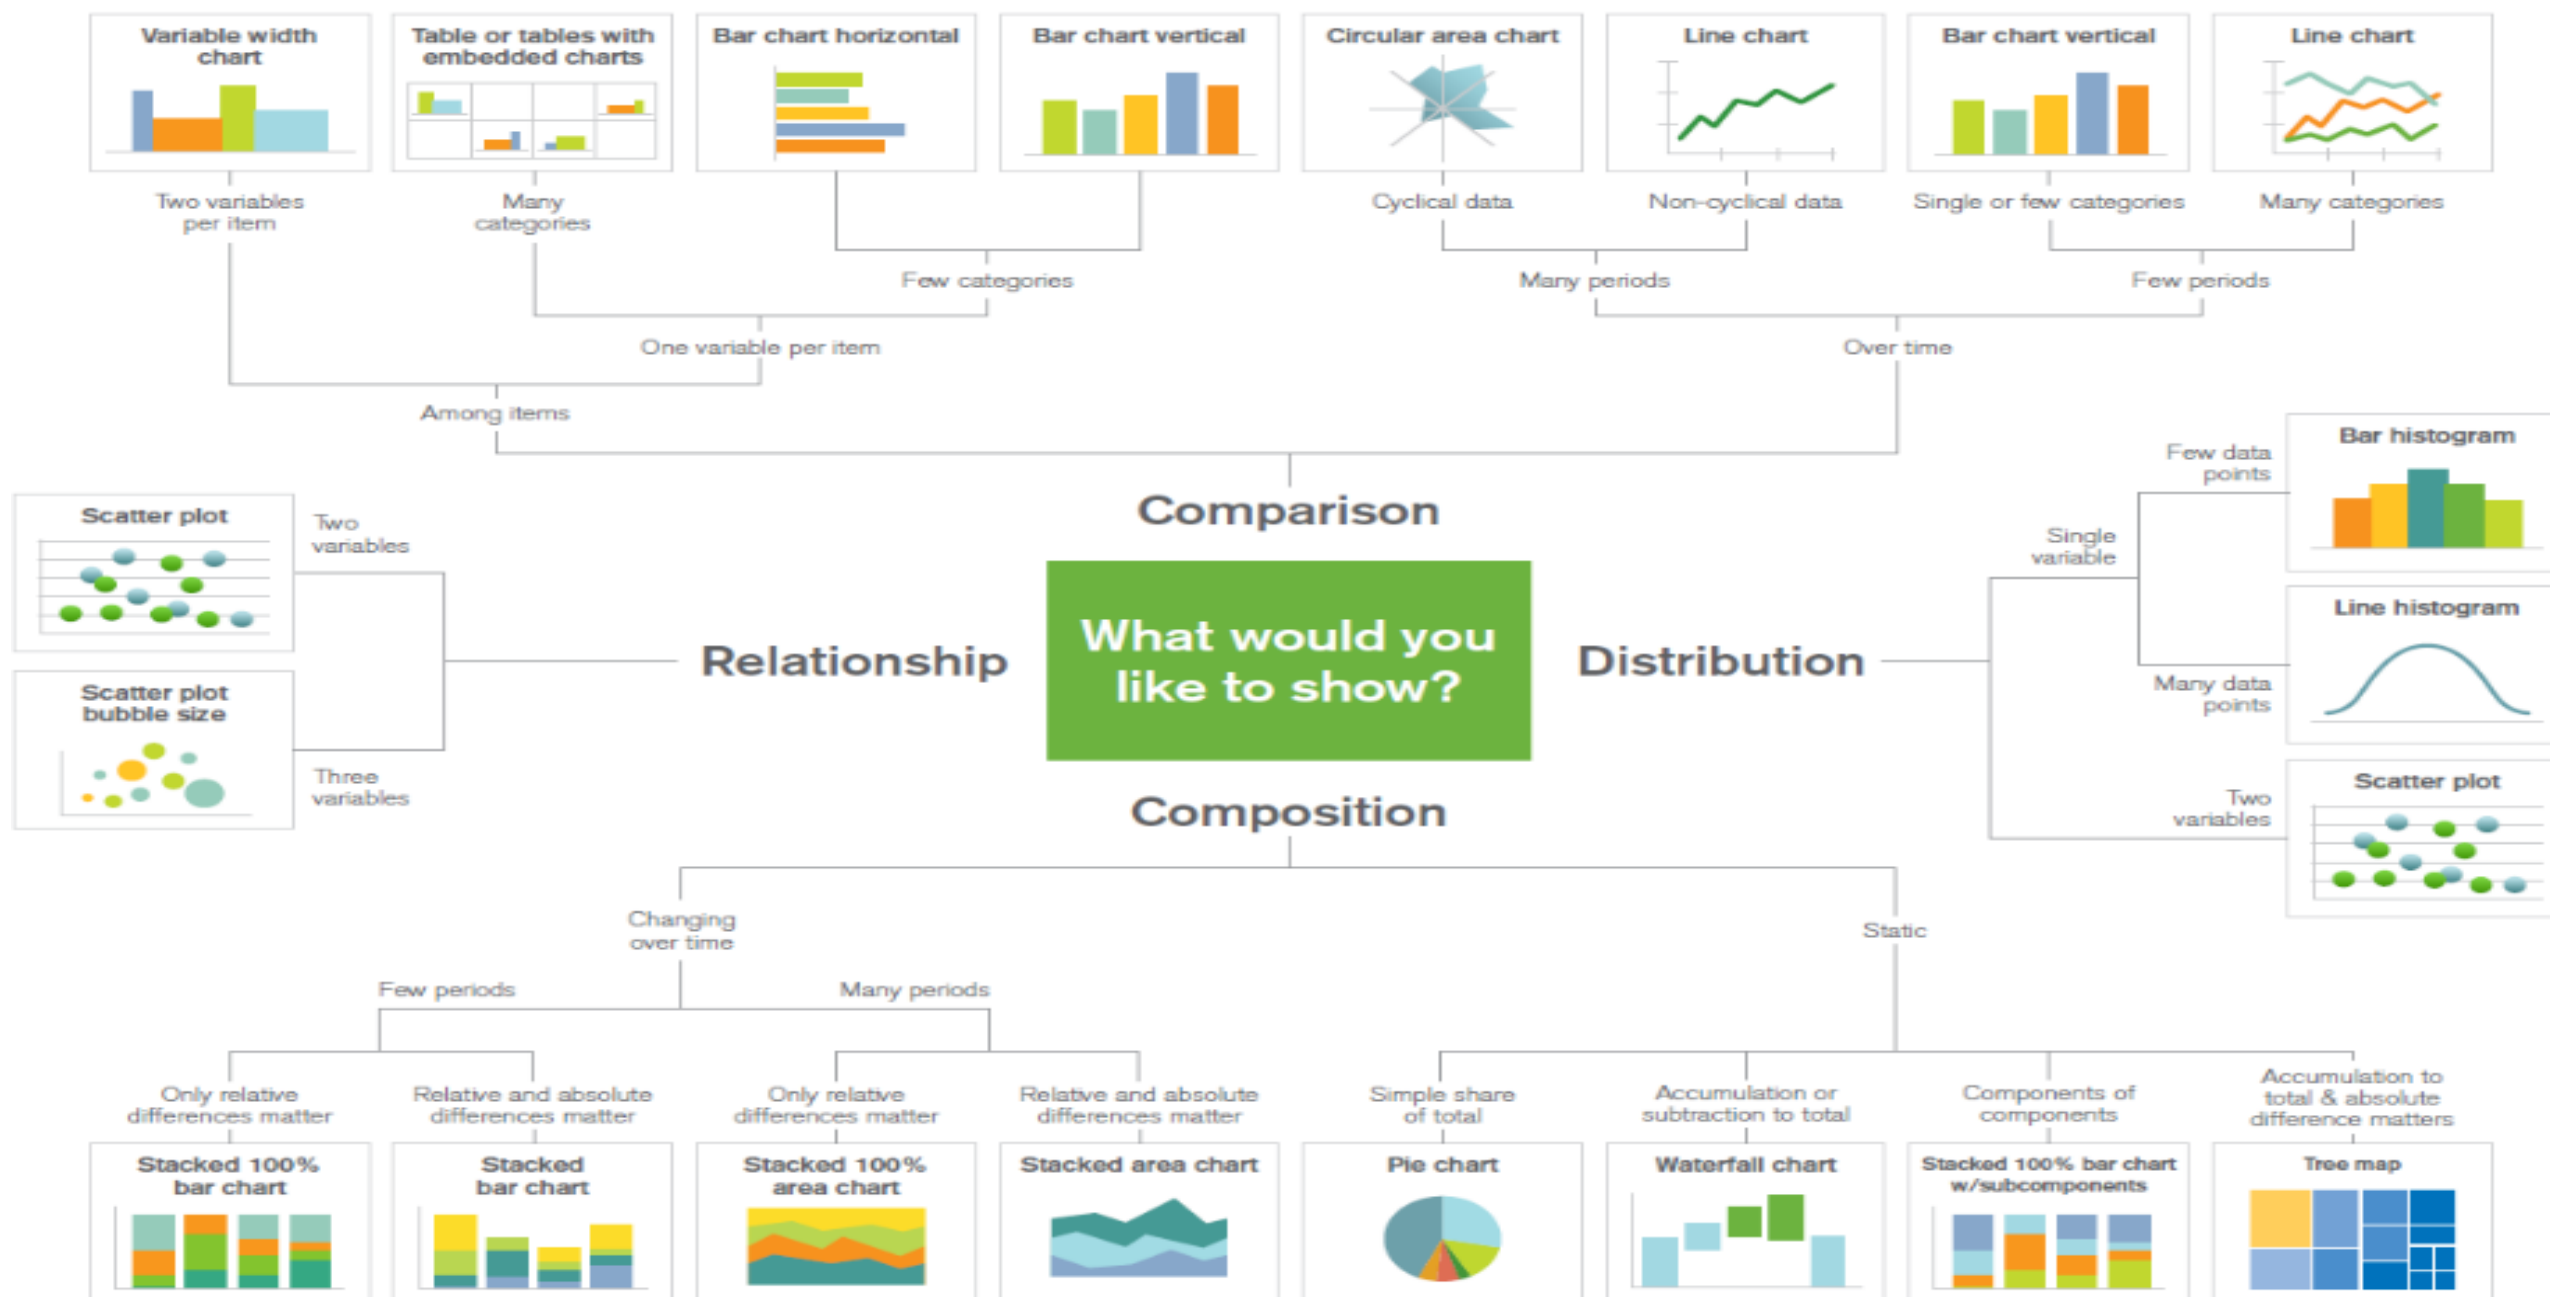 Variable width
chart
Table or tables with
embedded charts
Bar chart horizontal
Bar chart vertical
Circular area chart
Line chart
Bar chart vertical
Line chart
Two variables
per item
Many
categories
Cyclical data
Non-cyclical data
Single or few categories
Many categories
Few categories
Many periods
Few periods
One variable per item
Over time
Among items
Comparison
Scatter plot
Two
variables
Scatter plot
bubble size
Three
variables
Relationship
What would you
like to show?
Distribution
Single
variable
Few data
points
Bar histogram
Many data
points
Line histogram
Two
variables
Scatter plot
Composition
Changing
over time
Static
Few periods
Many periods
Only relative
differences matter
Relative and absolute
differences matter
Only relative
differences matter
Relative and absolute
differences matter
Simple share
of total
Accumulation or
subtraction to total
Components of
components
Accumulation to
total & absolute
difference matters
Stacked 100%
bar chart
Stacked
bar chart
Stacked 100%
area chart
Stacked area chart
Pie chart
Waterfall chart
Stacked 100% bar chart
w/subcomponents
Tree map